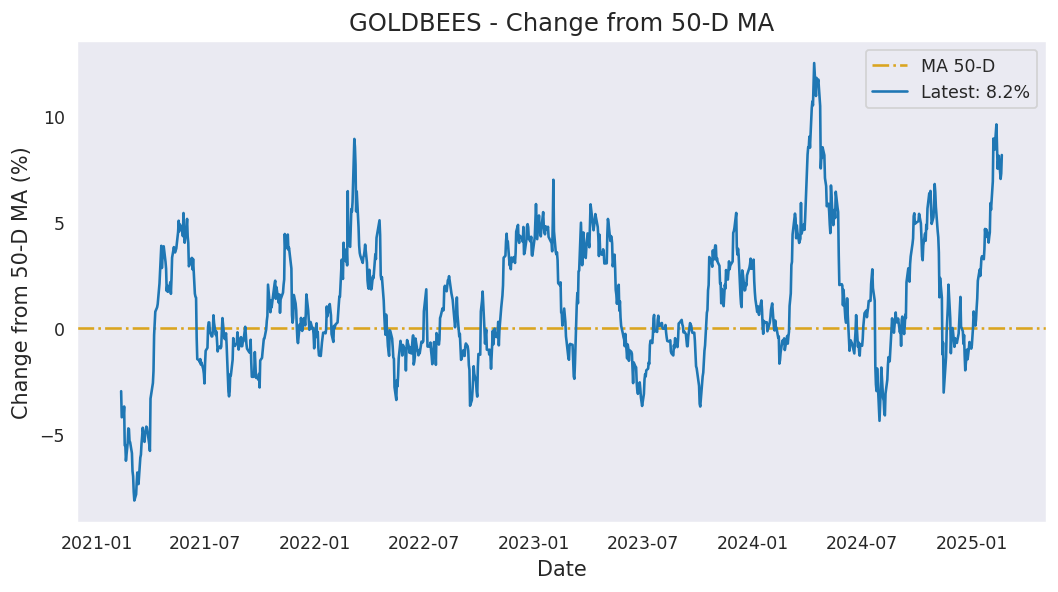 GOLDBEES - Change from 50-D MA
MA 50-D
Latest: 8.2%
Change from 50-D MA (%)
10
5
0
−5
2021-01 2021-07 2022-01 2022-07 2023-01 2023-07 2024-01 2024-07 2025-01
Date